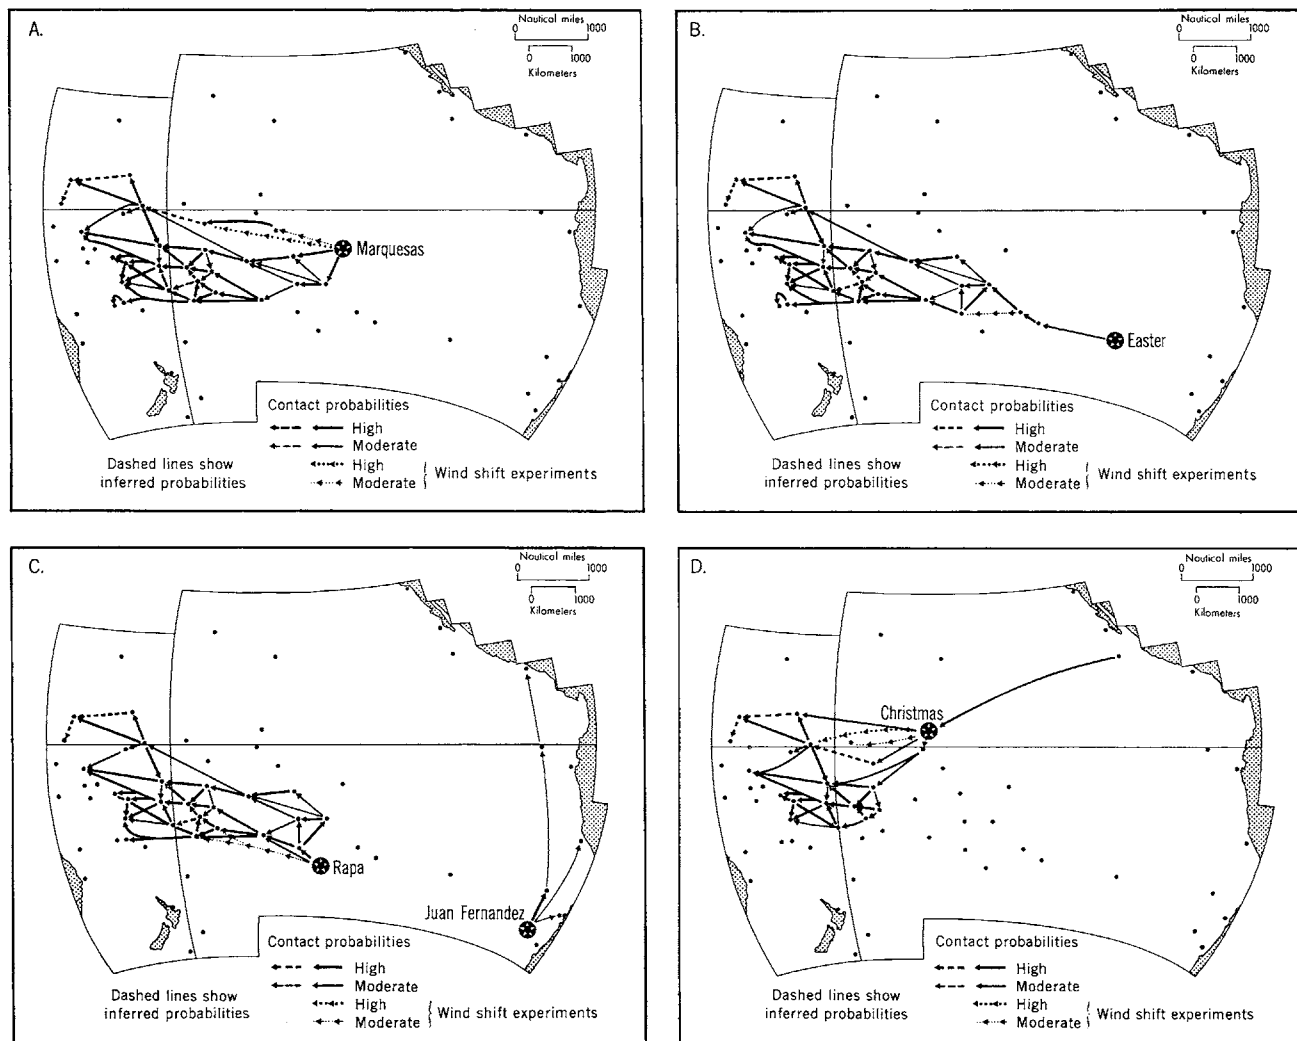 A.
Nautical miles
0 1000
0 1000
Kilometers
Marquesas
Contact probabilities
High
Moderate
Dashed lines show
inferred probabilities
High
Moderate
Wind shift experiments
B.
Nautical miles
0 1000
0 1000
Kilometers
Easter
Contact probabilities
High
Moderate
Dashed lines show
inferred probabilities
High
Moderate
Wind shift experiments
C.
Nautical miles
0 1000
0 1000
Kilometers
Rapa
Juan Fernandez
Contact probabilities
High
Moderate
Dashed lines show
inferred probabilities
High
Moderate
Wind shift experiments
D.
Nautical miles
0 1000
0 1000
Kilometers
Christmas
Contact probabilities
High
Moderate
Dashed lines show
inferred probabilities
High
Moderate
Wind shift experiments